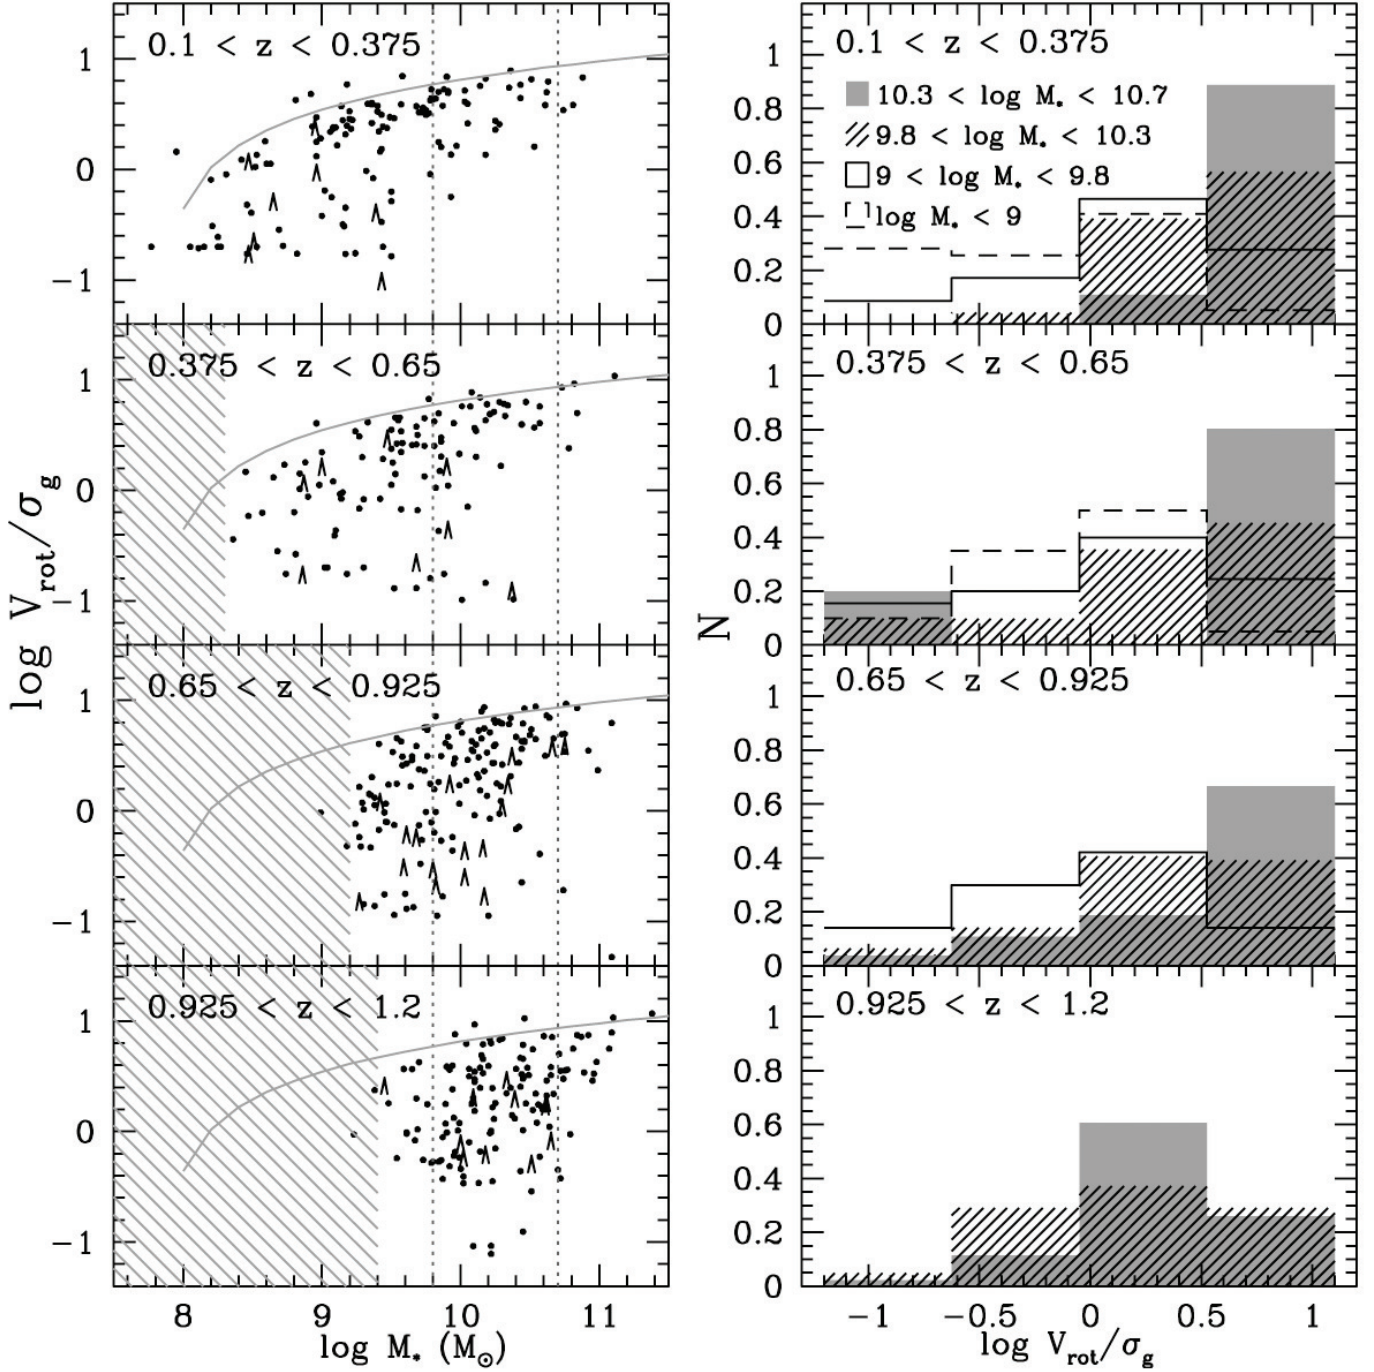 0.1 < z < 0.375
1
0
−1
0.375 < z < 0.65
1
0
−1
0.65 < z < 0.925
1
0
−1
0.925 < z < 1.2
1
0
−1
8 9 10 11
log M* (M⊙)
log Vrot/σg
0.1 < z < 0.375
10.3 < log M* < 10.7
9.8 < log M* < 10.3
9 < log M* < 9.8
log M* < 9
1
0.8
0.6
0.4
0.2
0
0.375 < z < 0.65
1
0.8
0.6
0.4
0.2
0
0.65 < z < 0.925
1
0.8
0.6
0.4
0.2
0
0.925 < z < 1.2
1
0.8
0.6
0.4
0.2
0
−1 −0.5 0 0.5 1
log Vrot/σg
N